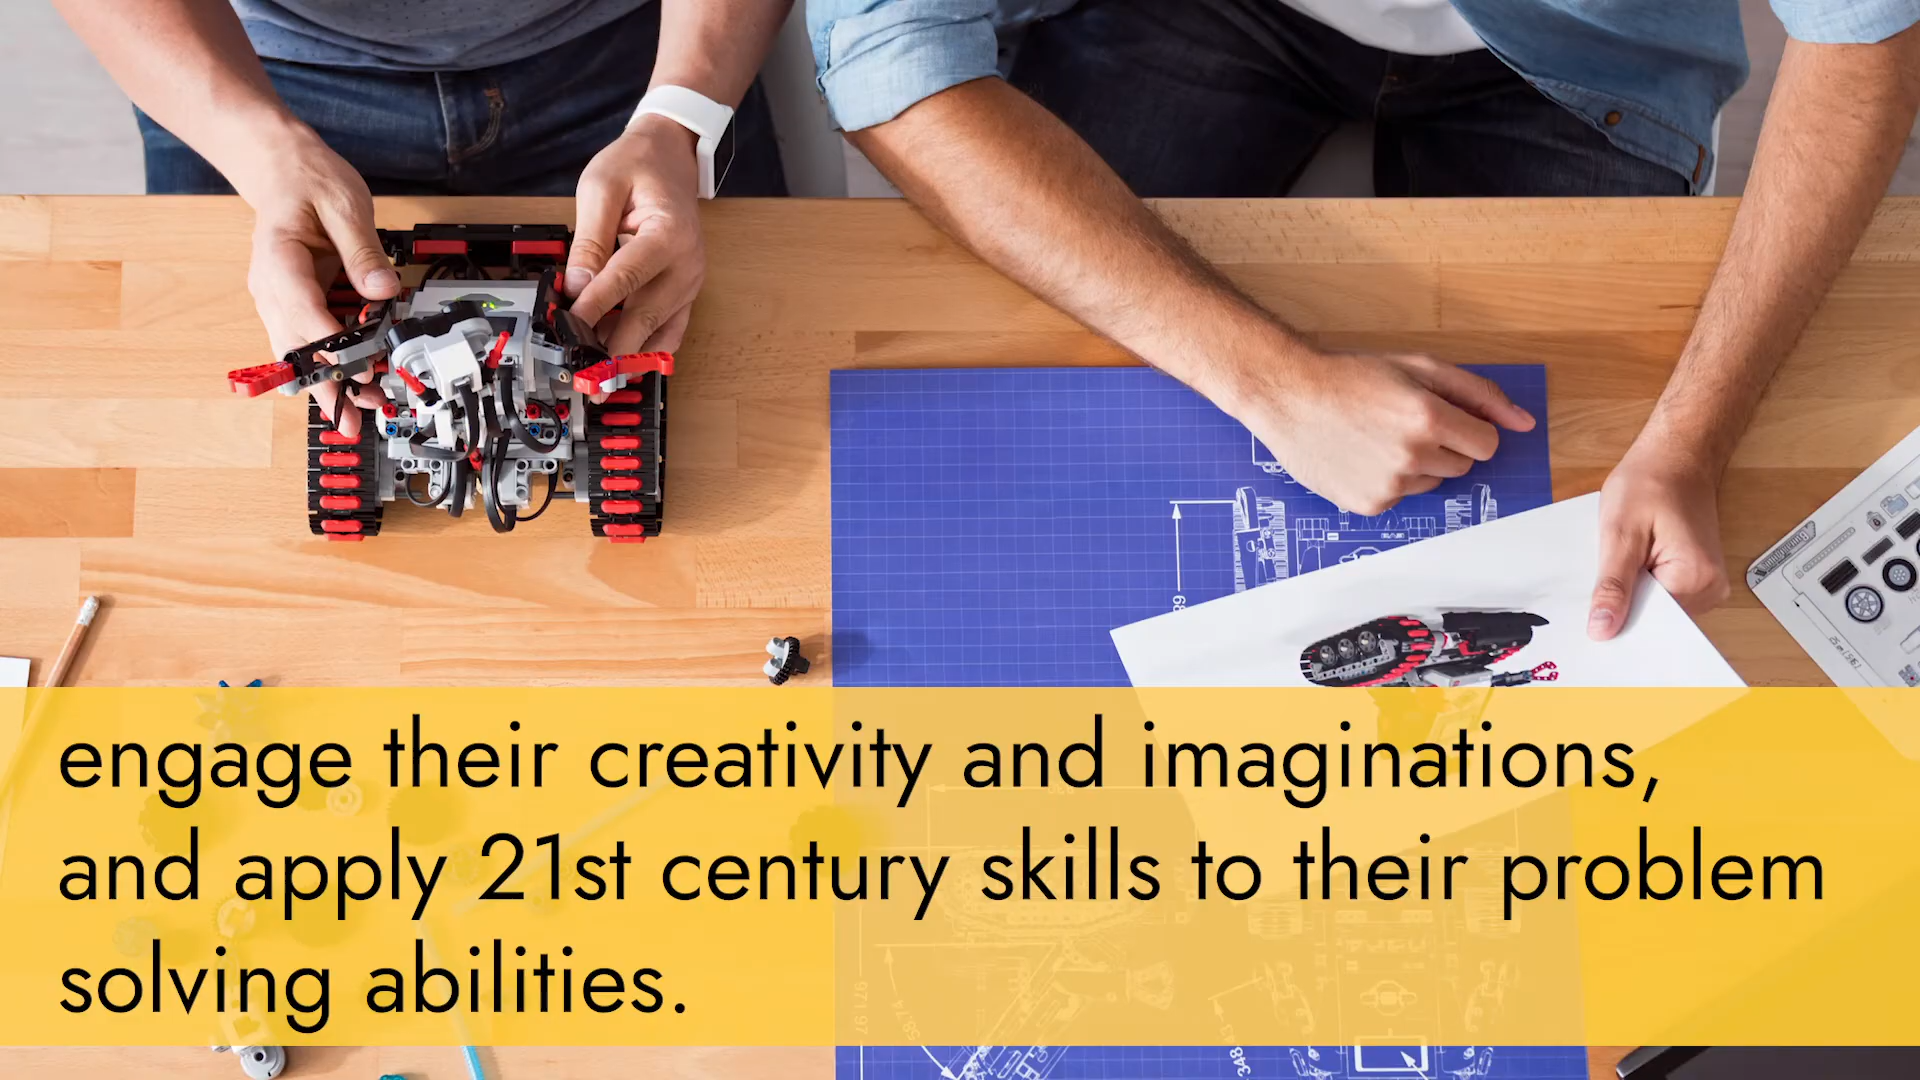 engage their creativity and imaginations,
and apply 21st century skills to their problem
solving abilities.